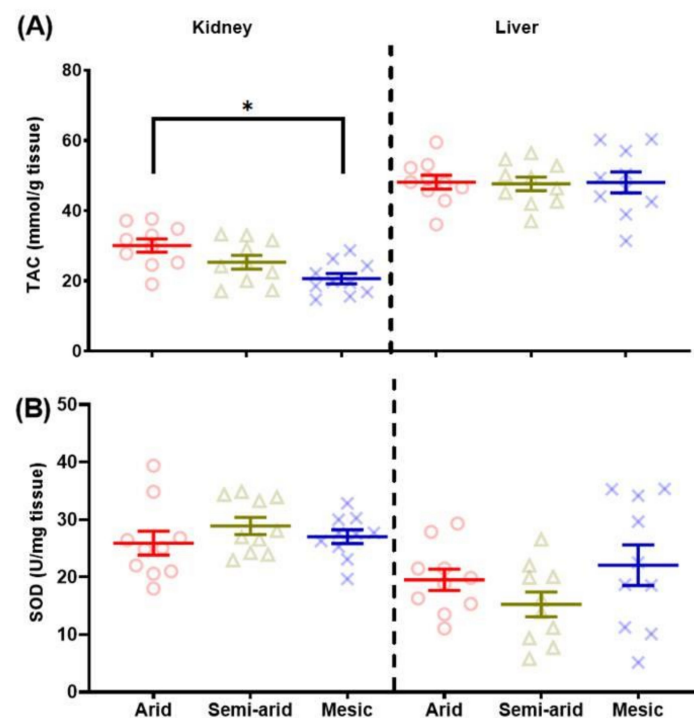 (A)
Kidney Liver
80
*
60
40
20
0
TAC (mmol/g tissue)
(B)
50
40
30
20
10
0
SOD (U/mg tissue)
Arid Semi-arid Mesic Arid Semi-arid Mesic